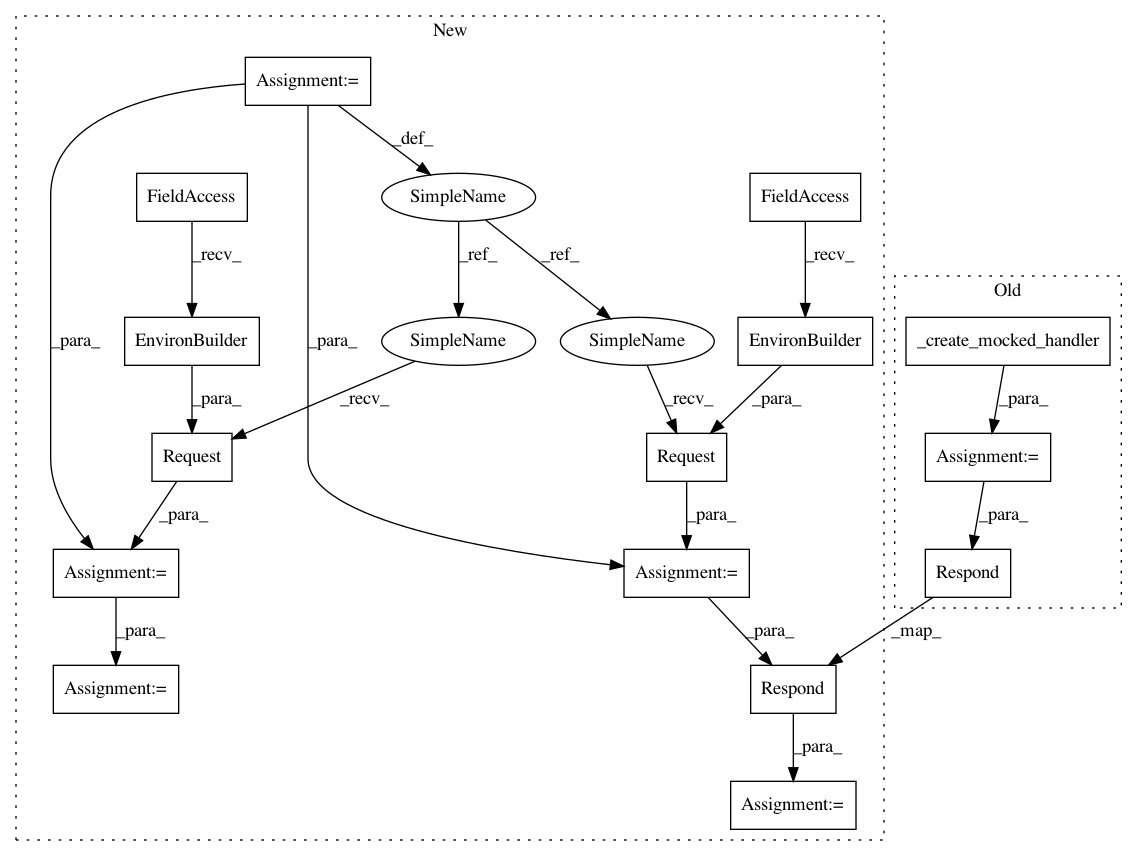 New
Assignment:=
_def_
FieldAccess
SimpleName
FieldAccess
_recv_
_ref_
_ref_
_recv_
Old
_para_
EnvironBuilder
_para_
SimpleName
SimpleName
EnvironBuilder
_create_mocked_handler
_para_
_recv_
_recv_
_para_
_para_
Request
Request
Assignment:=
_para_
_para_
_para_
Assignment:=
Assignment:=
Respond
_para_
_para_
_map_
Assignment:=
Respond
_para_
Assignment:=